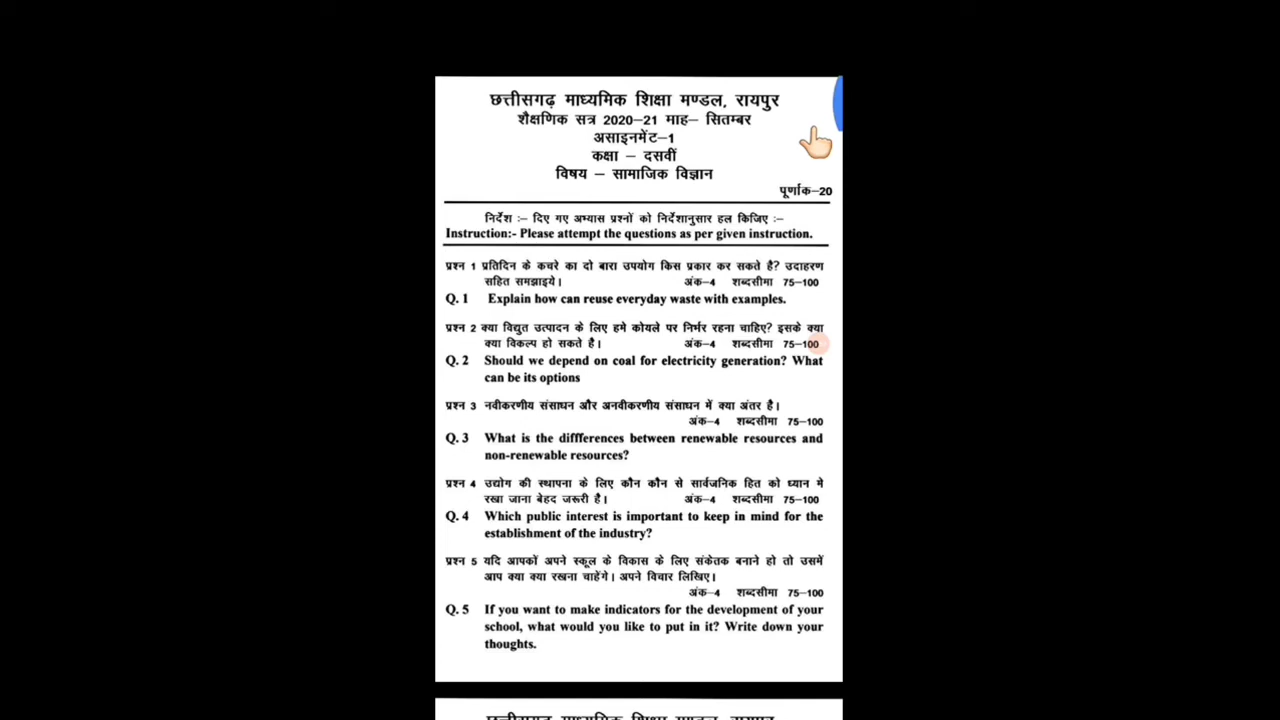 छत्तीसगढ़ माध्यमिक शिक्षा मण्डल, रायपुर
शैक्षणिक सत्र 2020-21 माह- सितम्बर
असाइनमेंट-1
कक्षा – दसवीं
विषय – सामाजिक विज्ञान
पूर्णांक-20
निर्देश :- दिए गए अभ्यास प्रश्नों को निर्देशानुसार हल किजिए :-
Instruction:- Please attempt the questions as per given instruction.
प्रश्न 1 प्रतिदिन के कचरे का दो बारा उपयोग किस प्रकार कर सकते है? उदाहरण
सहित समझाइये। अंक-4 शब्दसीमा 75-100
Q. 1 Explain how can reuse everyday waste with examples.
प्रश्न 2 क्या विद्युत उत्पादन के लिए हमे कोयले पर निर्भर रहना चाहिए? इसके क्या
क्या विकल्प हो सकते है। अंक-4 शब्दसीमा 75-100
Q. 2 Should we depend on coal for electricity generation? What
can be its options
प्रश्न 3 नवीकरणीय संसाधन और अनवीकरणीय संसाधन में क्या अंतर है।
अंक-4 शब्दसीमा 75-100
Q. 3 What is the diffferences between renewable resources and
non-renewable resources?
प्रश्न 4 उद्योग की स्थापना के लिए कौन कौन से सार्वजनिक हित को ध्यान मे
रखा जाना बेहद जरूरी है। अंक-4 शब्दसीमा 75-100
Q. 4 Which public interest is important to keep in mind for the
establishment of the industry?
प्रश्न 5 यदि आपकों अपने स्कूल के विकास के लिए संकेतक बनाने हो तो उसमें
आप क्या क्या रखना चाहेंगे। अपने विचार लिखिए।
अंक-4 शब्दसीमा 75-100
Q. 5 If you want to make indicators for the development of your
school, what would you like to put in it? Write down your
thoughts.
छत्तीसगढ़ माध्यमिक शिक्षा मण्डल, रायपुर